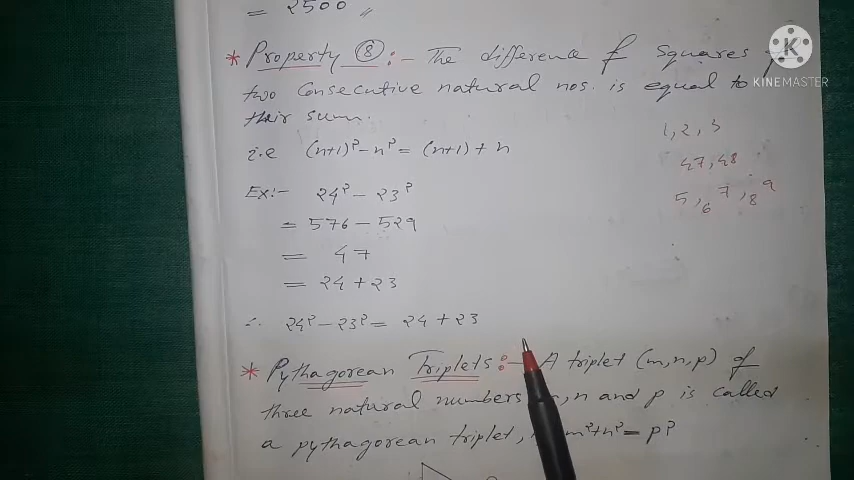 = 2500 //
* Property ⑧ :- The difference of squares of
two consecutive natural nos. is equal to
their sum.
i.e (n+1)² - n² = (n+1) + n
Ex:- 24² - 23²
= 576 - 529
= 47
= 24 + 23
∴ 24² - 23² = 24 + 23
* Pythagorean Triplets :- A triplet (m,n,p) of
three natural numbers m, n and p is called
a pythagorean triplet, m²+n² = p²
1, 2, 3
47, 48
5, 6, 7, 8, 9
K
KINEMASTER